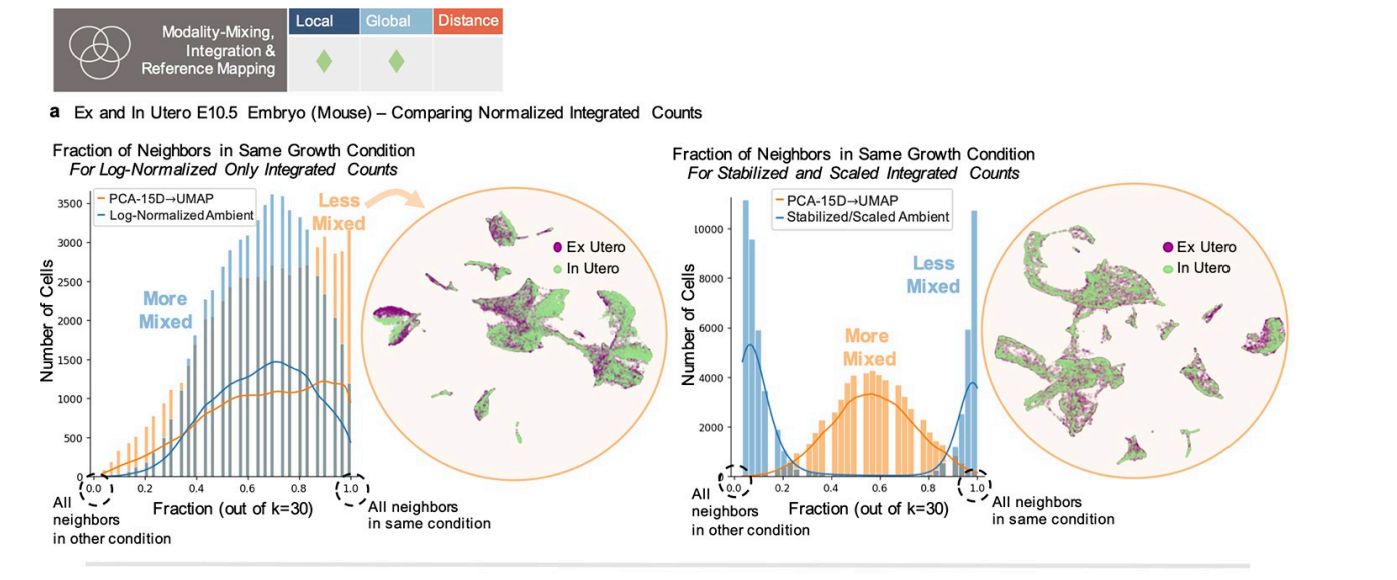 Local Global Distance
Modality-Mixing,
Integration &
Reference Mapping
a Ex and In Utero E10.5 Embryo (Mouse) – Comparing Normalized Integrated Counts
Fraction of Neighbors in Same Growth Condition
For Log-Normalized Only Integrated Counts
PCA-15D→UMAP
Log-Normalized Ambient
Less
Mixed
More
Mixed
Ex Utero
In Utero
Number of Cells
3500
3000
2500
2000
1500
1000
500
0
0.0 0.2 0.4 0.6 0.8 1.0
Fraction (out of k=30)
All
neighbors
in other condition
All neighbors
in same condition
Fraction of Neighbors in Same Growth Condition
For Stabilized and Scaled Integrated Counts
PCA-15D→UMAP
Stabilized/Scaled Ambient
Less
Mixed
More
Mixed
Ex Utero
In Utero
Number of Cells
10000
8000
6000
4000
2000
0
0.0 0.2 0.4 0.6 0.8 1.0
Fraction (out of k=30)
All
neighbors
in other condition
All neighbors
in same condition